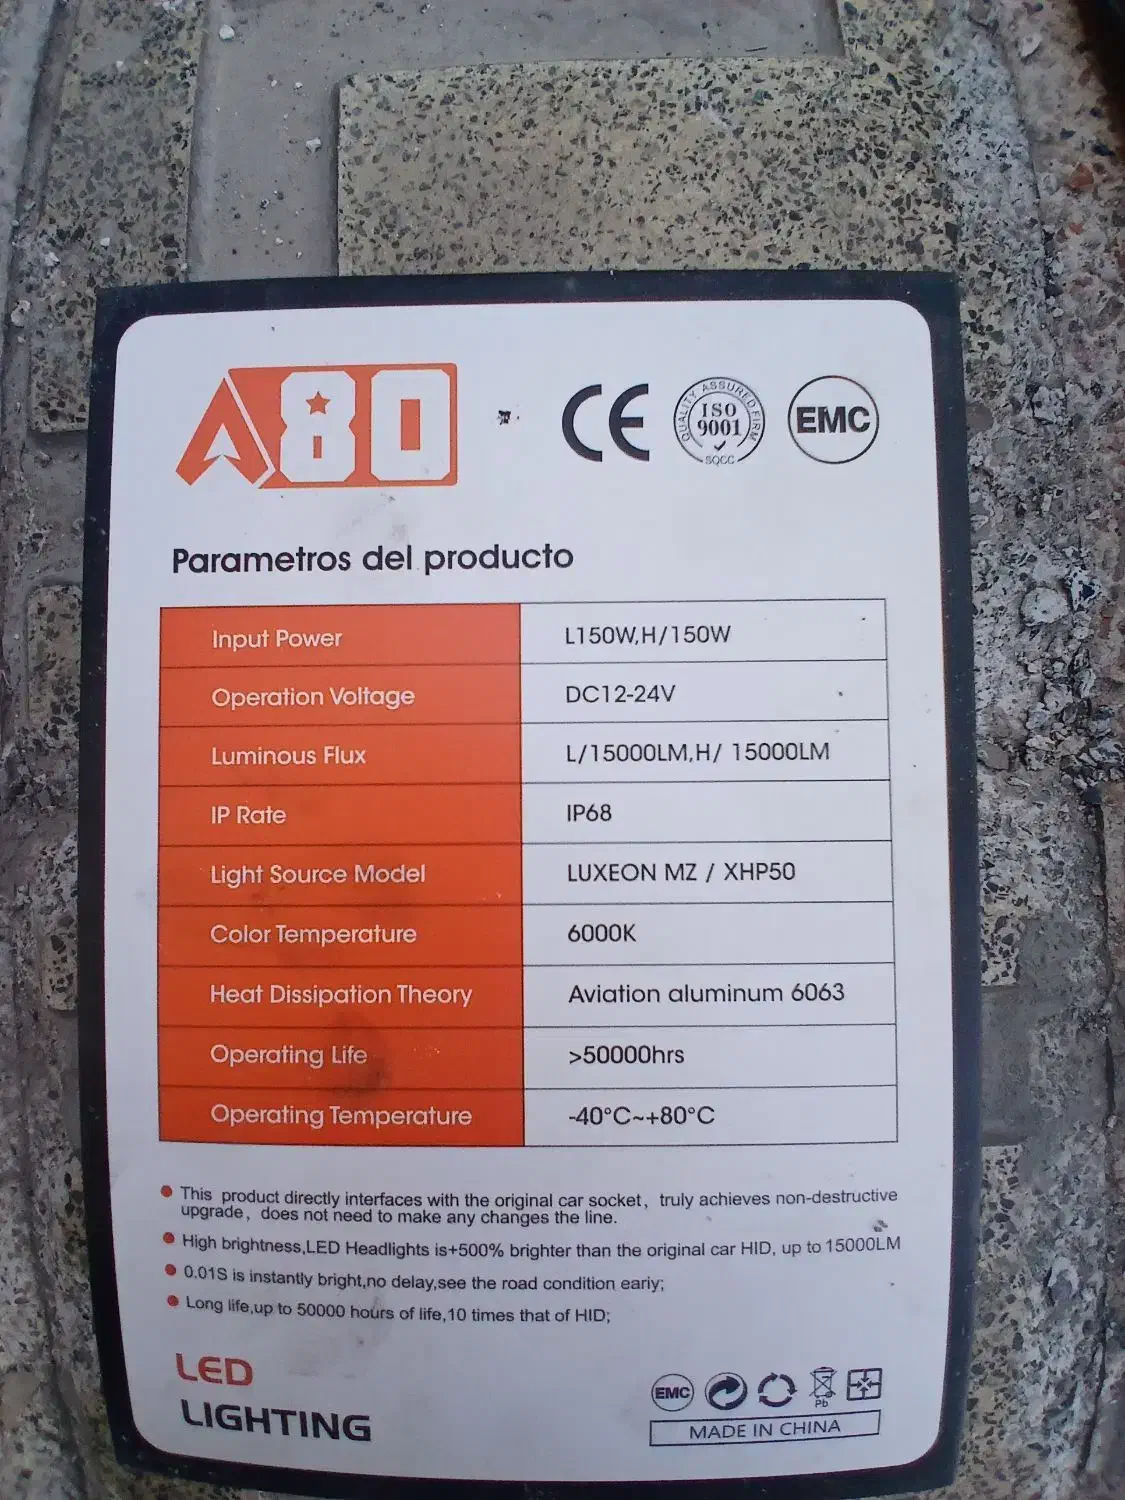 A80
CE
QUALITY ASSURED FIRM
ISO
9001
SQCC
EMC
Parametros del producto
Input Power L150W,H/150W
Operation Voltage DC12-24V
Luminous Flux L/15000LM,H/ 15000LM
IP Rate IP68
Light Source Model LUXEON MZ / XHP50
Color Temperature 6000K
Heat Dissipation Theory Aviation aluminum 6063
Operating Life >50000hrs
Operating Temperature -40°C~+80°C
This product directly interfaces with the original car socket, truly achieves non-destructive
upgrade, does not need to make any changes the line.
High brightness,LED Headlights is+500% brighter than the original car HID, up to 15000LM
0.01S is instantly bright,no delay,see the road condition eariy;
Long life,up to 50000 hours of life,10 times that of HID;
LED
LIGHTING
EMC
Pb
MADE IN CHINA